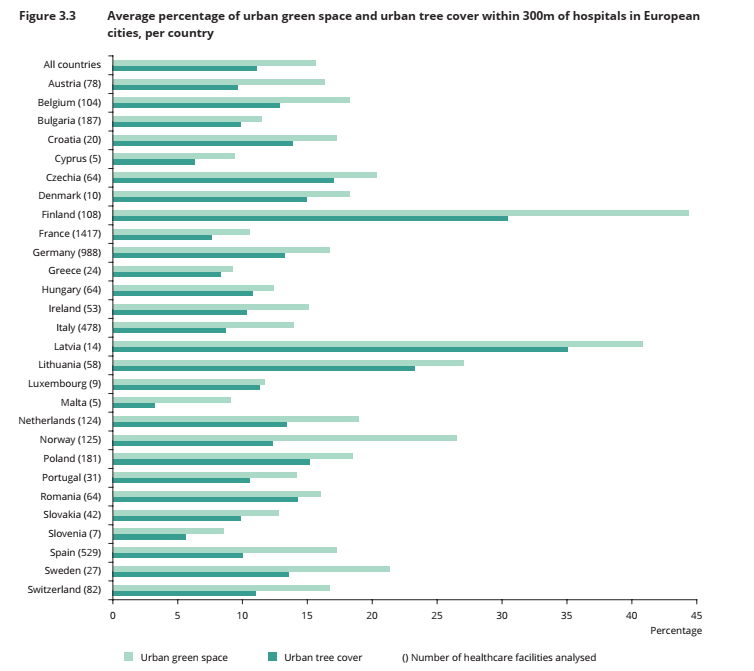 Figure 3.3 Average percentage of urban green space and urban tree cover within 300m of hospitals in European
cities, per country
All countries
Austria (78)
Belgium (104)
Bulgaria (187)
Croatia (20)
Cyprus (5)
Czechia (64)
Denmark (10)
Finland (108)
France (1417)
Germany (988)
Greece (24)
Hungary (64)
Ireland (53)
Italy (478)
Latvia (14)
Lithuania (58)
Luxembourg (9)
Malta (5)
Netherlands (124)
Norway (125)
Poland (181)
Portugal (31)
Romania (64)
Slovakia (42)
Slovenia (7)
Spain (529)
Sweden (27)
Switzerland (82)
0 5 10 15 20 25 30 35 40 45
Percentage
Urban green space Urban tree cover () Number of healthcare facilities analysed